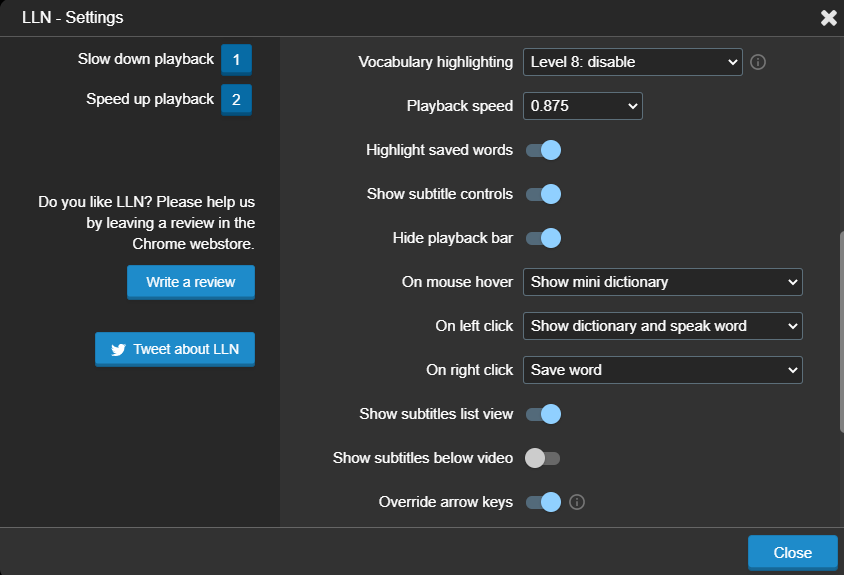 LLN - Settings
Slow down playback 1
Speed up playback 2
Do you like LLN? Please help us
by leaving a review in the
Chrome webstore.
Write a review
Tweet about LLN
Vocabulary highlighting Level 8: disable
Playback speed 0.875
Highlight saved words
Show subtitle controls
Hide playback bar
On mouse hover Show mini dictionary
On left click Show dictionary and speak word
On right click Save word
Show subtitles list view
Show subtitles below video
Override arrow keys
Close